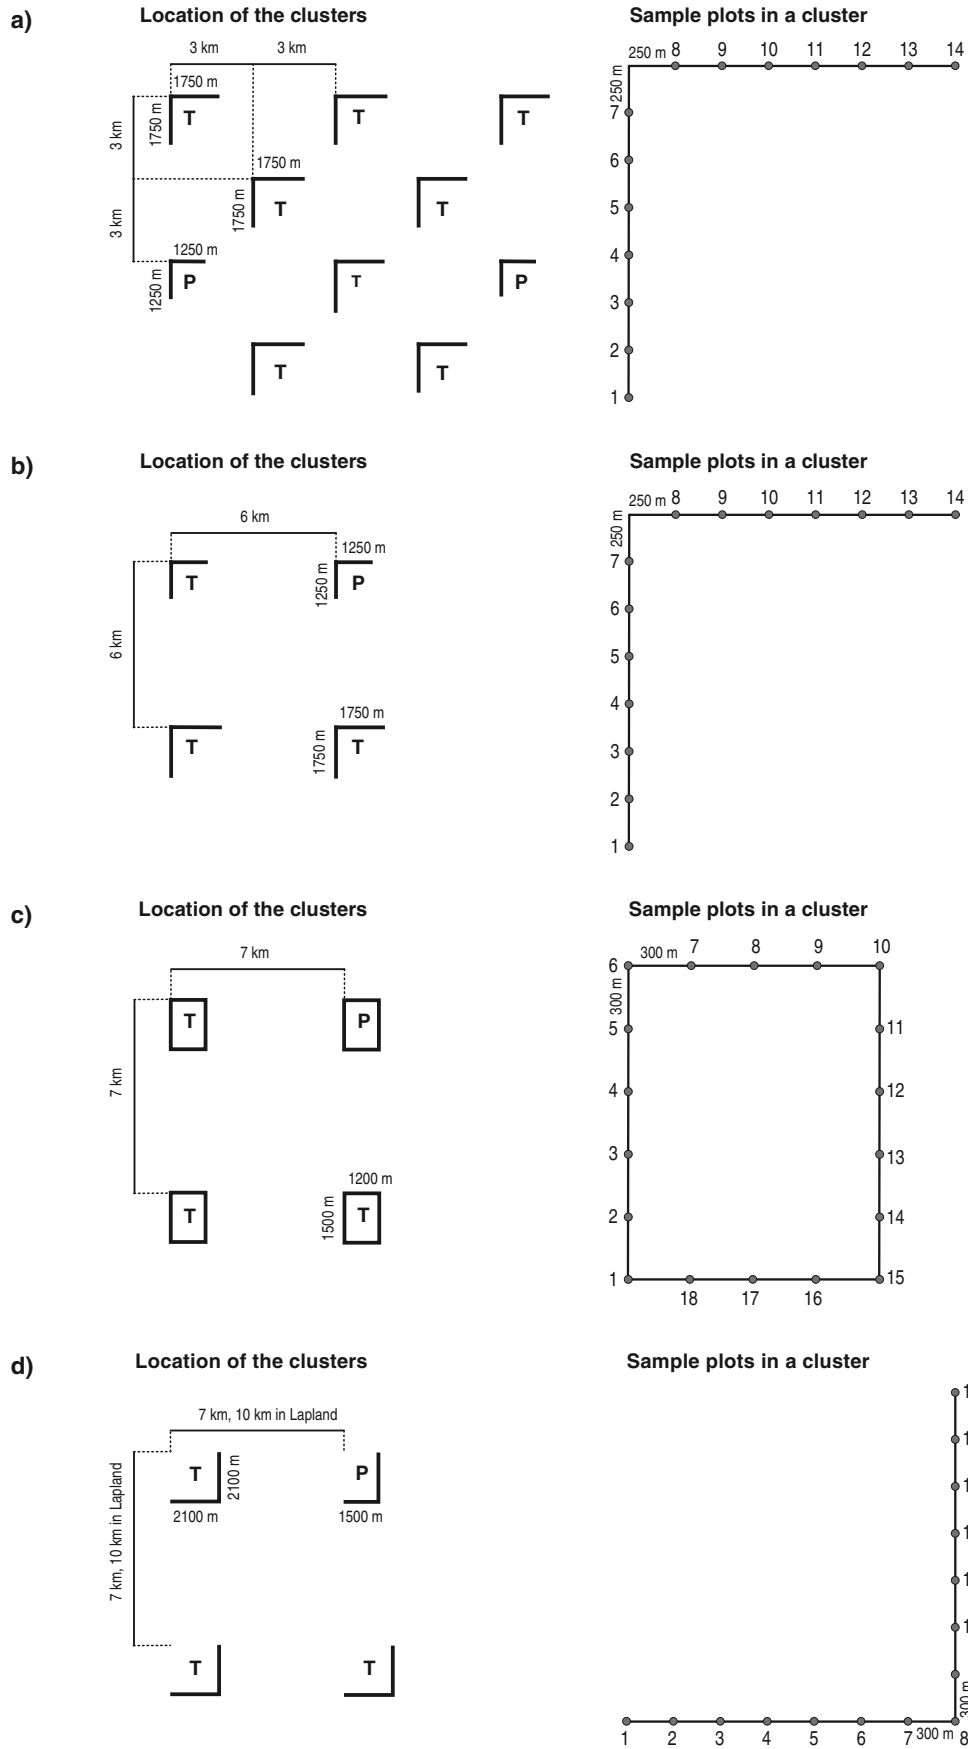 a)
Location of the clusters
Sample plots in a cluster
3 km 3 km
1750 m
1750 m
3 km
3 km
T T T
1750 m
1750 m
T T
1250 m
1250 m
P T P
T T
250 m 8 9 10 11 12 13 14
250 m
7
6
5
4
3
2
1
b)
Location of the clusters
Sample plots in a cluster
6 km
6 km
1250 m
1250 m
T P
1750 m
1750 m
T T
250 m 8 9 10 11 12 13 14
250 m
7
6
5
4
3
2
1
c)
Location of the clusters
Sample plots in a cluster
7 km
7 km
T P
1200 m
1500 m
T T
6 300 m 7 8 9 10
300 m
5 11
4 12
3 13
2 14
1 15
18 17 16
d)
Location of the clusters
Sample plots in a cluster
7 km, 10 km in Lapland
7 km, 10 km in Lapland
T P
2100 m
2100 m 1500 m
T T
300 m
1 2 3 4 5 6 7 300 m 8